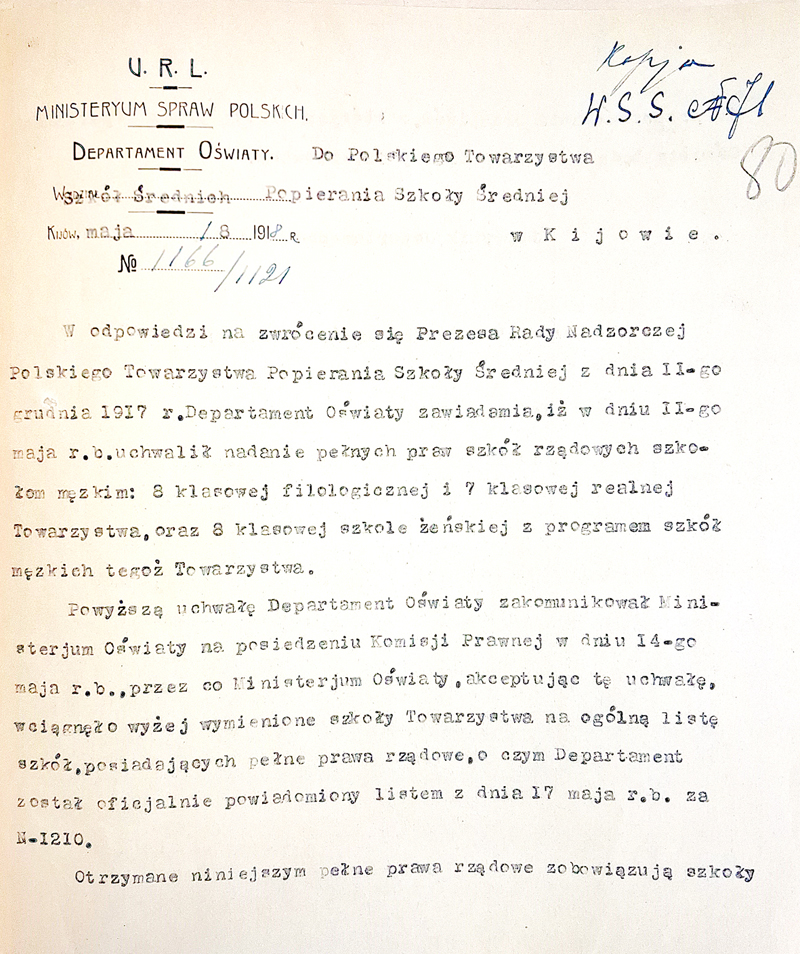 Kopja
W.S.S.
80
U. R. L.
MINISTERYUM SPRAW POLSKICH.
DEPARTAMENT OŚWIATY.
Szkół Średnich
Kijów, maja 18 1918 R.
№ 1166/1121
Do Polskiego Towarzystwa
Popierania Szkoły Średniej
w Kijowie.
W odpowiedzi na zwrócenie się Prezesa Rady Nadzorczej
Polskiego Towarzystwa Popierania Szkoły Średniej z dnia II-go
grudnia 1917 r.Departament Oświaty zawiadamia,iż w dniu II-go
maja r.b.uchwalił nadanie pełnych praw szkół rządowych szko-
łom męzkim: 8 klasowej filologicznej i 7 klasowej realnej
Towarzystwa,oraz 8 klasowej szkole żeńskiej z programem szkół
męzkich tegoż Towarzystwa.
Powyższą uchwałę Departament Oświaty zakomunikował Mini-
sterjum Oświaty na posiedzeniu Komisji Prawnej w dniu I4-go
maja r.b.,przez co Ministerjum Oświaty,akceptując tę uchwałę,
wciągnęło wyżej wymienione szkoły Towarzystwa na ogólną listę
szkół,posiadających pełne prawa rządowe,o czym Departament
został oficjalnie powiadomiony listem z dnia I7 maja r.b. za
N-I2I0.
Otrzymane niniejszym pełne prawa rządowe zobowiązują szkoły